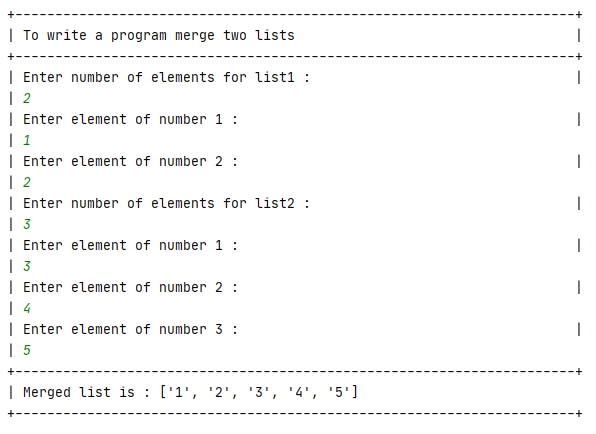 +----------------------------------------------------------------------+
| To write a program merge two lists                                   |
+----------------------------------------------------------------------+
| Enter number of elements for list1 :                                 |
| 2
| Enter element of number 1 :                                          |
| 1
| Enter element of number 2 :                                          |
| 2
| Enter number of elements for list2 :                                 |
| 3
| Enter element of number 1 :                                          |
| 3
| Enter element of number 2 :                                          |
| 4
| Enter element of number 3 :                                          |
| 5
+----------------------------------------------------------------------+
| Merged list is : ['1', '2', '3', '4', '5']
+----------------------------------------------------------------------+